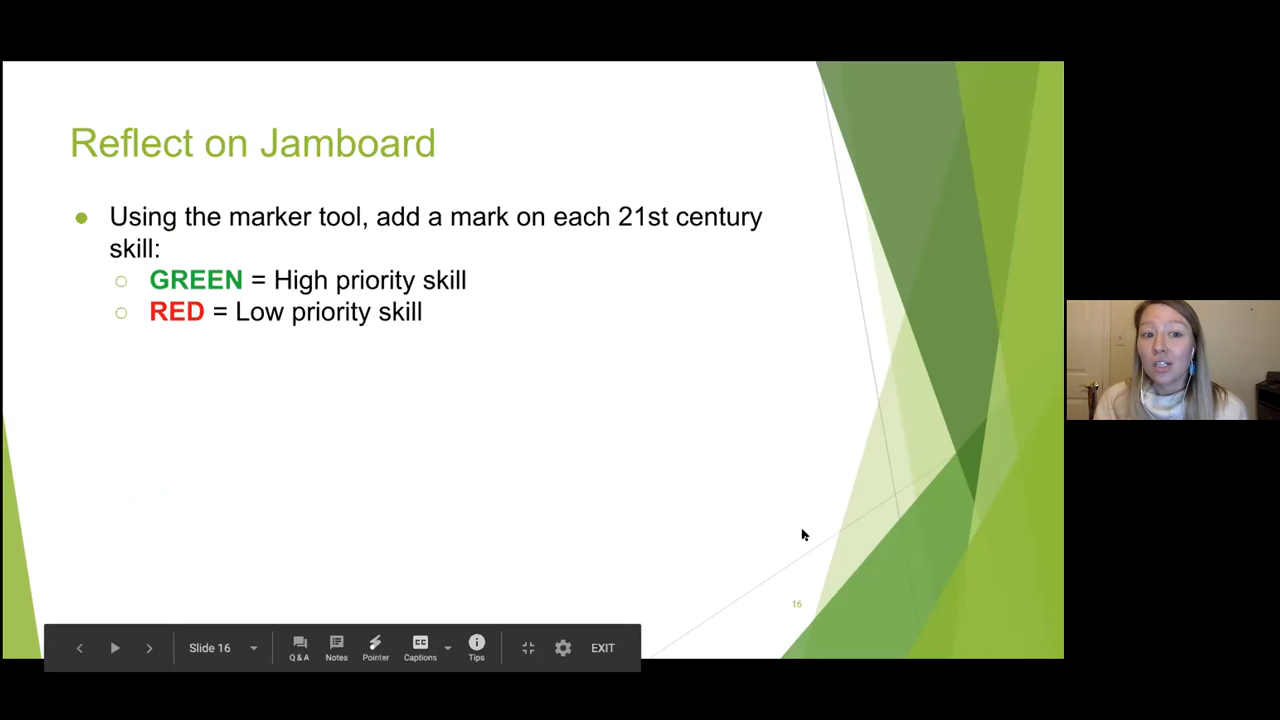 Reflect on Jamboard
Using the marker tool, add a mark on each 21st century
skill:
GREEN = High priority skill
RED = Low priority skill
16
Slide 16
Q & A
Notes
Pointer
Captions
Tips
EXIT